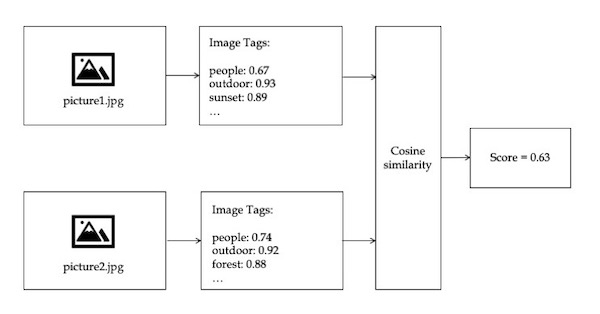 picture1.jpg
Image Tags:
people: 0.67
outdoor: 0.93
sunset: 0.89
…
picture2.jpg
Image Tags:
people: 0.74
outdoor: 0.92
forest: 0.88
…
Cosine
similarity
Score = 0.63